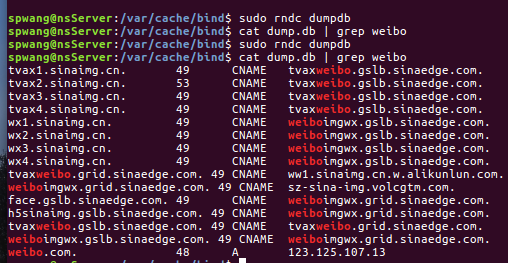 spwang@nsServer:/var/cache/bind$ sudo rndc dumpdb
spwang@nsServer:/var/cache/bind$ cat dump.db | grep weibo
spwang@nsServer:/var/cache/bind$ sudo rndc dumpdb
spwang@nsServer:/var/cache/bind$ cat dump.db | grep weibo
tvax1.sinaimg.cn. 49 CNAME tvaxweibo.gslb.sinaedge.com.
tvax2.sinaimg.cn. 53 CNAME tvaxweibo.gslb.sinaedge.com.
tvax3.sinaimg.cn. 49 CNAME tvaxweibo.gslb.sinaedge.com.
tvax4.sinaimg.cn. 49 CNAME tvaxweibo.gslb.sinaedge.com.
wx1.sinaimg.cn. 49 CNAME weiboimgwx.gslb.sinaedge.com.
wx2.sinaimg.cn. 49 CNAME weiboimgwx.gslb.sinaedge.com.
wx3.sinaimg.cn. 49 CNAME weiboimgwx.gslb.sinaedge.com.
wx4.sinaimg.cn. 49 CNAME weiboimgwx.gslb.sinaedge.com.
tvaxweibo.grid.sinaedge.com. 49 CNAME ww1.sinaimg.cn.w.alikunlun.com.
weiboimgwx.grid.sinaedge.com. 49 CNAME sz-sina-img.volcgtm.com.
face.gslb.sinaedge.com. 49 CNAME weiboimgwx.grid.sinaedge.com.
h5sinaimg.gslb.sinaedge.com. 49 CNAME weiboimgwx.grid.sinaedge.com.
tvaxweibo.gslb.sinaedge.com. 49 CNAME tvaxweibo.grid.sinaedge.com.
weiboimgwx.gslb.sinaedge.com. 49 CNAME weiboimgwx.grid.sinaedge.com.
weibo.com. 48 A 123.125.107.13
spwang@nsServer:/var/cache/bind$